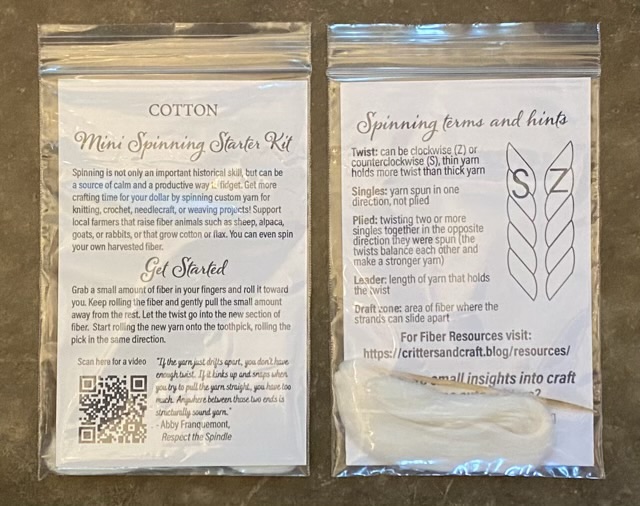 COTTON
Mini Spinning Starter Kit
Spinning is not only an important historical skill, but can be
a source of calm and a productive way to fidget. Get more
crafting time for your dollar by spinning custom yarn for
knitting, crochet, needlecraft, or weaving projects! Support
local farmers that raise fiber animals such as sheep, alpaca,
goats, or rabbits, or that grow cotton or flax. You can even spin
your own harvested fiber.
Get Started
Grab a small amount of fiber in your fingers and roll it toward
you. Keep rolling the fiber and gently pull the small amount
away from the rest. Let the twist go into the new section of
fiber. Start rolling the new yarn onto the toothpick, rolling the
pick in the same direction.
Scan here for a video
"If the yarn just drifts apart, you don't have
enough twist. If it kinks up and snaps when
you try to pull the yarn straight, you have too
much. Anywhere between those two ends is
structurally sound yarn."
- Abby Franquemont,
Respect the Spindle
Spinning terms and hints
Twist: can be clockwise (Z) or
counterclockwise (S), thin yarn
holds more twist than thick yarn
Singles: yarn spun in one
direction, not plied
Plied: twisting two or more
singles together in the opposite
direction they were spun (the
twists balance each other and
make a stronger yarn)
Leader: length of yarn that holds
the twist
Draft zone: area of fiber where the
strands can slide apart
S Z
For Fiber Resources visit:
https://crittersandcraft.blog/resources/
small insights into craft